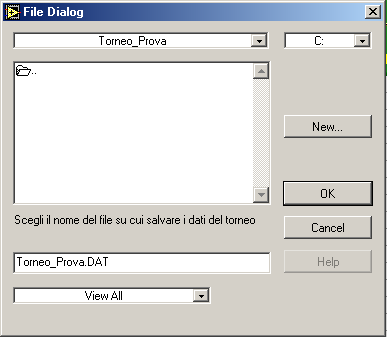 File Dialog
Torneo_Prova
C:
..
New...
OK
Scegli il nome del file su cui salvare i dati del torneo
Cancel
Torneo_Prova.DAT
Help
View All